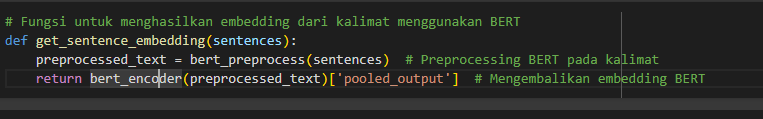 # Fungsi untuk menghasilkan embedding dari kalimat menggunakan BERT
def get_sentence_embedding(sentences):
    preprocessed_text = bert_preprocess(sentences)  # Preprocessing BERT pada kalimat
    return bert_encoder(preprocessed_text)['pooled_output']  # Mengembalikan embedding BERT